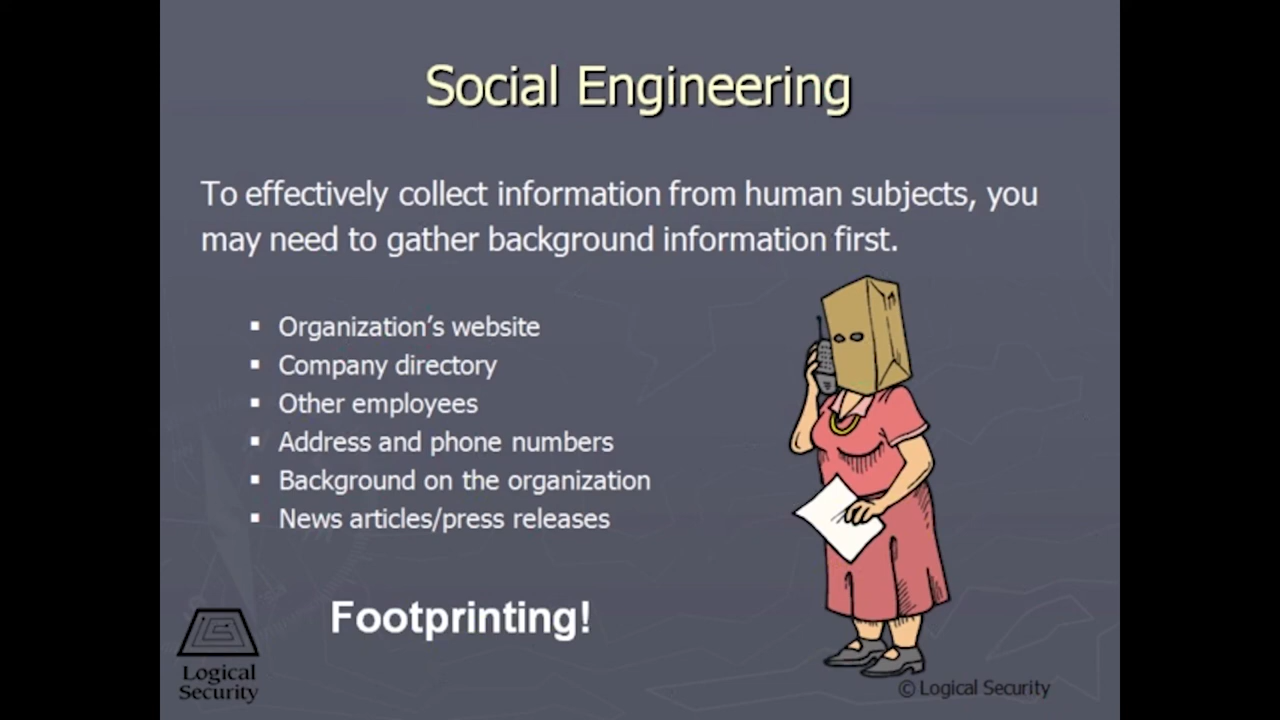 Social Engineering
To effectively collect information from human subjects, you
may need to gather background information first.
▪ Organization's website
▪ Company directory
▪ Other employees
▪ Address and phone numbers
▪ Background on the organization
▪ News articles/press releases
Footprinting!
Logical
Security
© Logical Security